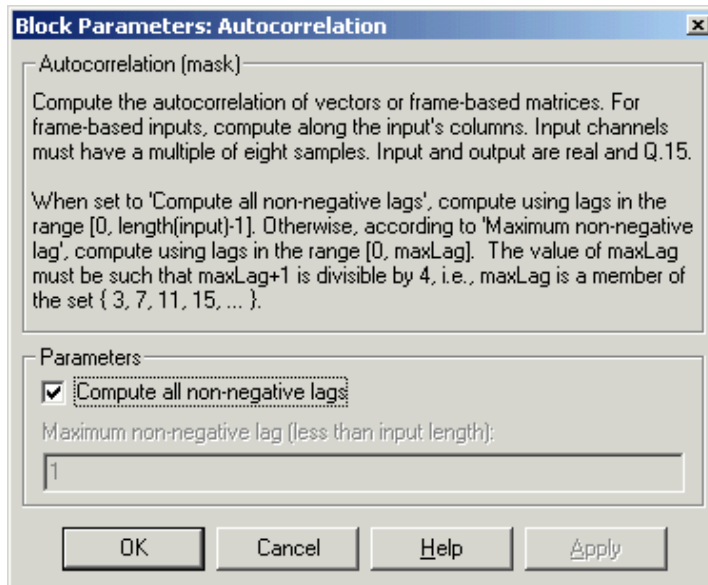 Block Parameters: Autocorrelation
Autocorrelation (mask)
Compute the autocorrelation of vectors or frame-based matrices. For
frame-based inputs, compute along the input's columns. Input channels
must have a multiple of eight samples. Input and output are real and Q.15.
When set to 'Compute all non-negative lags', compute using lags in the
range [0, length(input)-1]. Otherwise, according to 'Maximum non-negative
lag', compute using lags in the range [0, maxLag].  The value of maxLag
must be such that maxLag+1 is divisible by 4, i.e., maxLag is a member of
the set { 3, 7, 11, 15, ... }.
Parameters
Compute all non-negative lags
Maximum non-negative lag (less than input length):
1
OK Cancel Help Apply